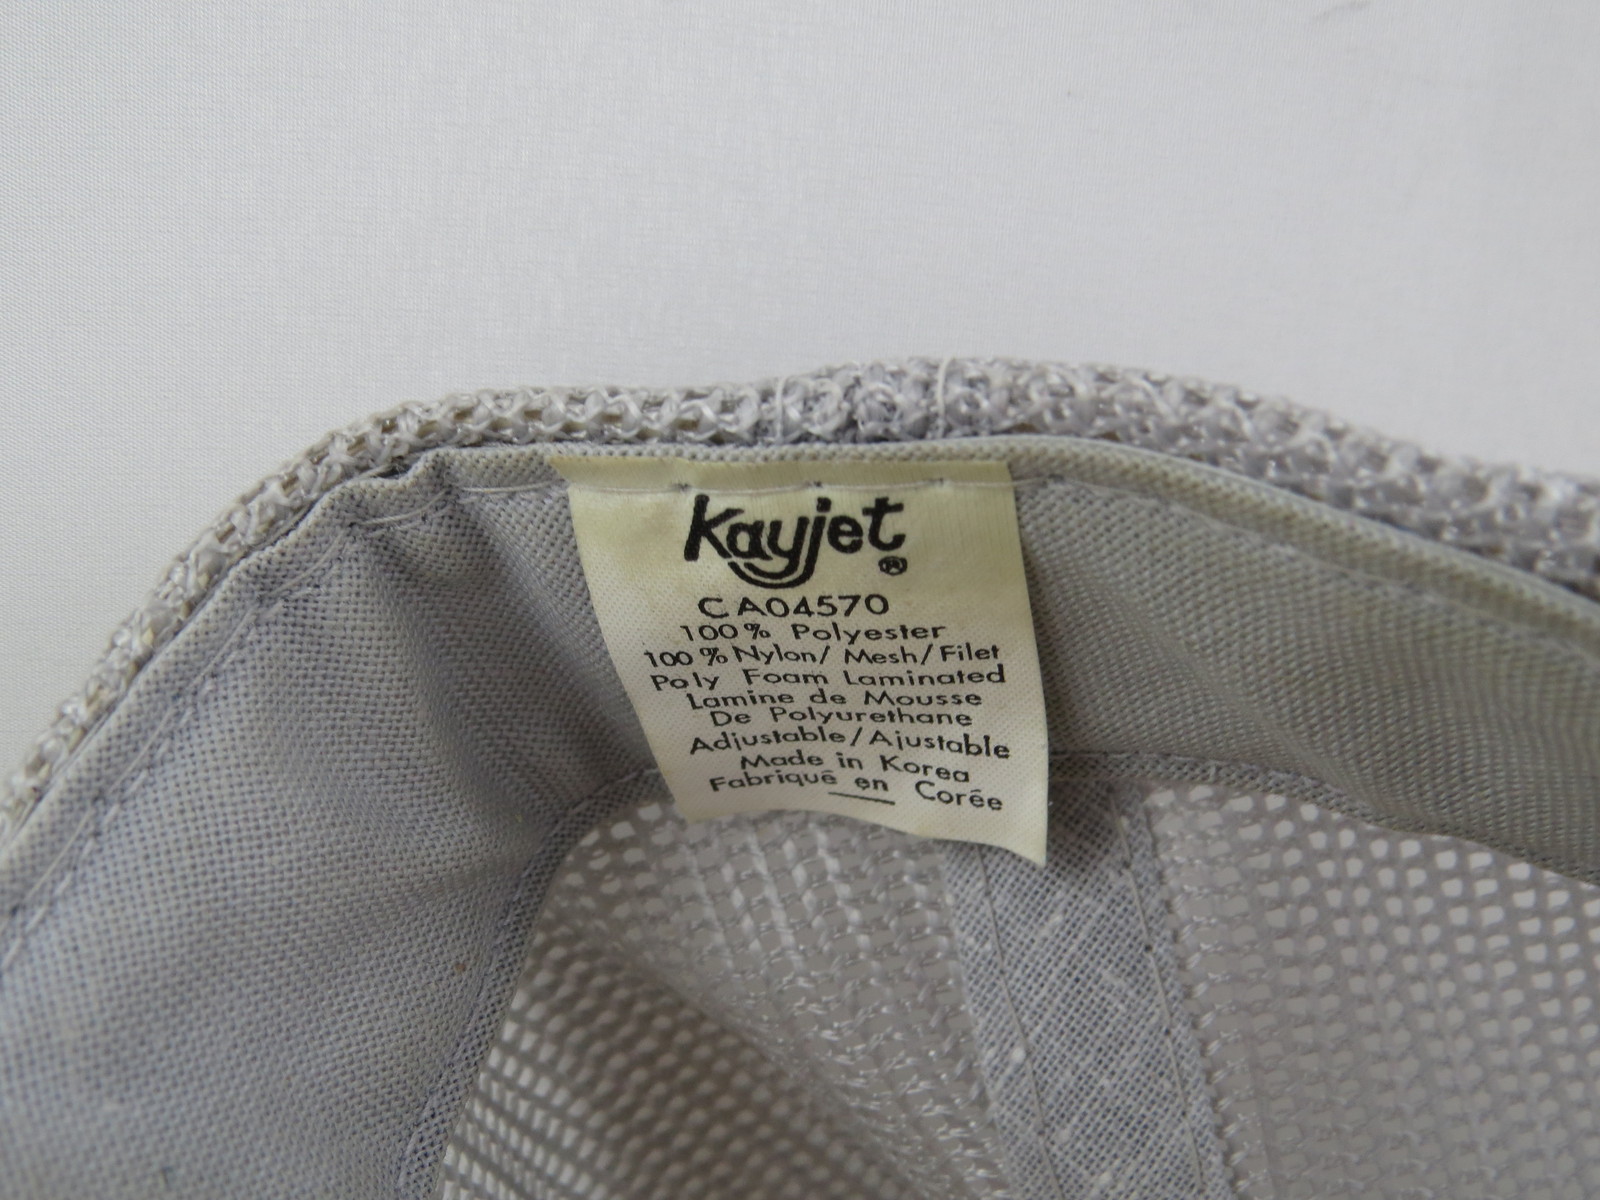 Kayjet ®
CA04570
100% Polyester
100% Nylon/ Mesh/Filet
Poly Foam Laminated
Lamine de Mousse
De Polyurethane
Adjustable/Ajustable
Made in Korea
Fabriqué en Corée